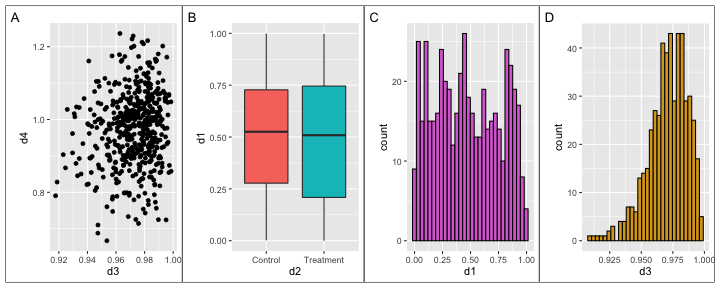 A
1.2
1.0
0.8
d4
0.92 0.94 0.96 0.98 1.00
d3
B
1.00
0.75
0.50
0.25
0.00
d1
Control Treatment
d2
C
20
10
0
count
0.00 0.25 0.50 0.75 1.00
d1
D
40
30
20
10
0
count
0.925 0.950 0.975 1.000
d3